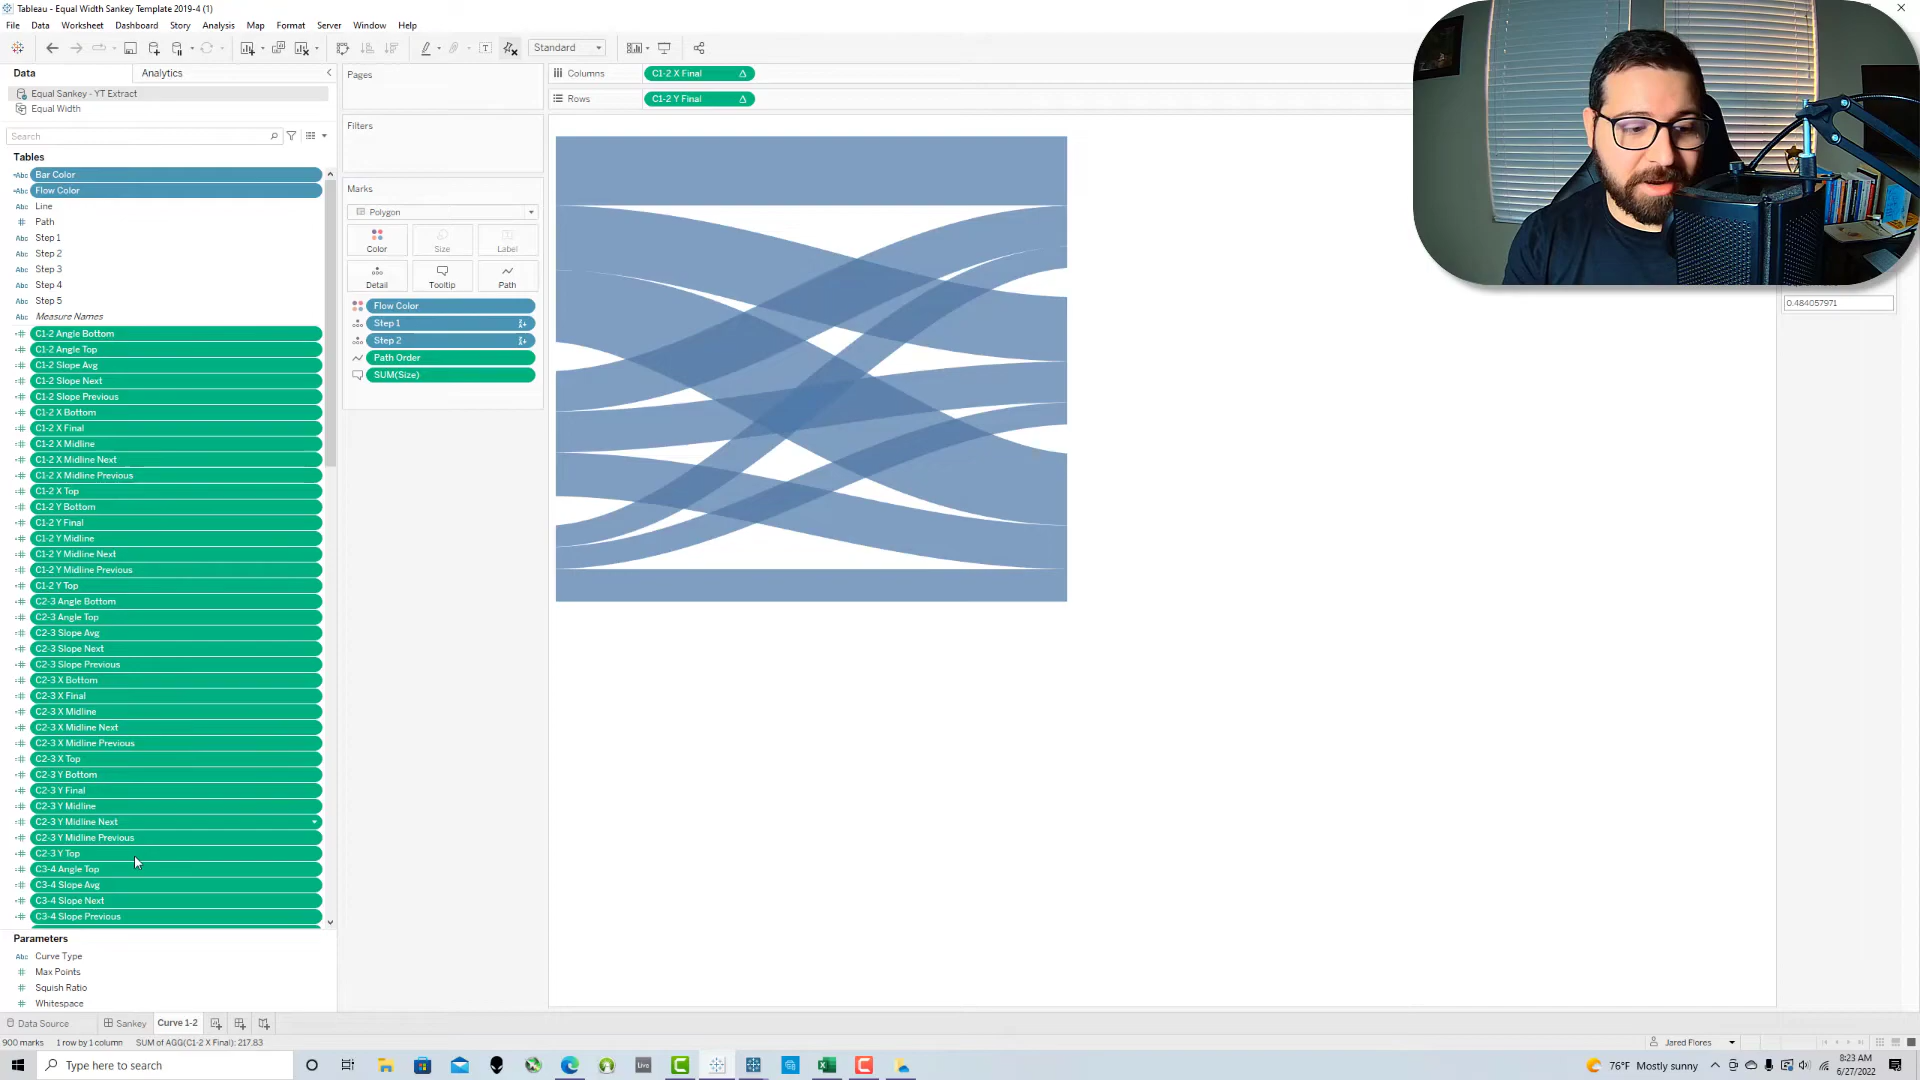 Tableau - Equal Width Sankey Template 2019-4 (1)
File Data Worksheet Dashboard Story Analysis Map Format Server Window Help
Standard
Data Analytics
Equal Sankey - YT Extract
Equal Width
Search
Tables
Abc Bar Color
Abc Flow Color
Abc Line
# Path
Abc Step 1
Abc Step 2
Abc Step 3
Abc Step 4
Abc Step 5
Abc Measure Names
C1-2 Angle Bottom
C1-2 Angle Top
C1-2 Slope Avg
C1-2 Slope Next
C1-2 Slope Previous
C1-2 X Bottom
C1-2 X Final
C1-2 X Midline
C1-2 X Midline Next
C1-2 X Midline Previous
C1-2 X Top
C1-2 Y Bottom
C1-2 Y Final
C1-2 Y Midline
C1-2 Y Midline Next
C1-2 Y Midline Previous
C1-2 Y Top
C2-3 Angle Bottom
C2-3 Angle Top
C2-3 Slope Avg
C2-3 Slope Next
C2-3 Slope Previous
C2-3 X Bottom
C2-3 X Final
C2-3 X Midline
C2-3 X Midline Next
C2-3 X Midline Previous
C2-3 X Top
C2-3 Y Bottom
C2-3 Y Final
C2-3 Y Midline
C2-3 Y Midline Next
C2-3 Y Midline Previous
C2-3 Y Top
C3-4 Angle Top
C3-4 Slope Avg
C3-4 Slope Next
C3-4 Slope Previous
Parameters
Abc Curve Type
# Max Points
# Squish Ratio
# Whitespace
Pages
Filters
Marks
Polygon
Color Size Label
Detail Tooltip Path
Flow Color
Step 1
Step 2
Path Order
SUM(Size)
Columns C1-2 X Final
Rows C1-2 Y Final
0.484057971
Data Source Sankey Curve 1-2
900 marks 1 row by 1 column SUM of AGG(C1-2 X Final): 217.83
Jared Flores
Type here to search
Live
76°F Mostly sunny
8:23 AM
6/27/2022